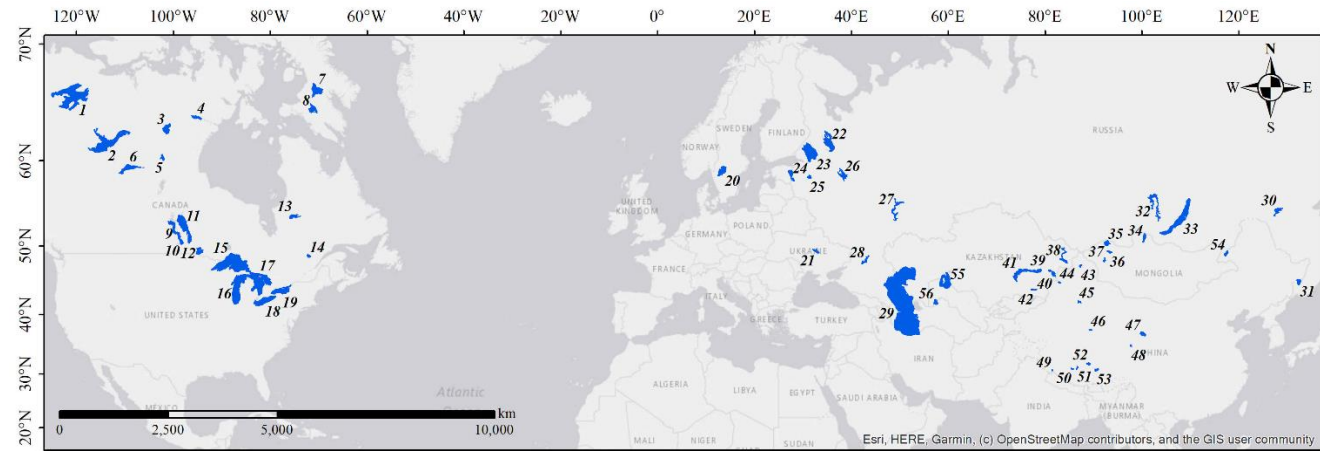 120°W 100°W 80°W 60°W 40°W 20°W 0° 20°E 40°E 60°E 80°E 100°E 120°E
70°N
N
7
W E
8
1
4
S
3
22
SWEDEN FINLAND
RUSSIA
NORWAY
60°N
2 6 5
24 23 26
20 25
CANADA
13
27
30
UNITED KINGDOM
32 33
11
POLAND
9
GERMANY
35 34
50°N
10 12 15
14
UKRAINE
28
38 37
54
17
21
KAZAKHSTAN 39
36
FRANCE
41 44 43 MONGOLIA
55
16
40
19
56
42 45
31
40°N
18
ITALY
29
UNITED STATES
GREECE TURKEY
46 47
IRAN
48 CHINA
52
49
30°N
ALGERIA LIBYA EGYPT
50 51 53
Atlantic
SAUDI ARABIA
INDIA MYANMAR (BURMA)
MÉXICO
km
20°N
0 2,500 5,000 10,000
MALI NIGER SUDAN
Esri, HERE, Garmin, (c) OpenStreetMap contributors, and the GIS user community